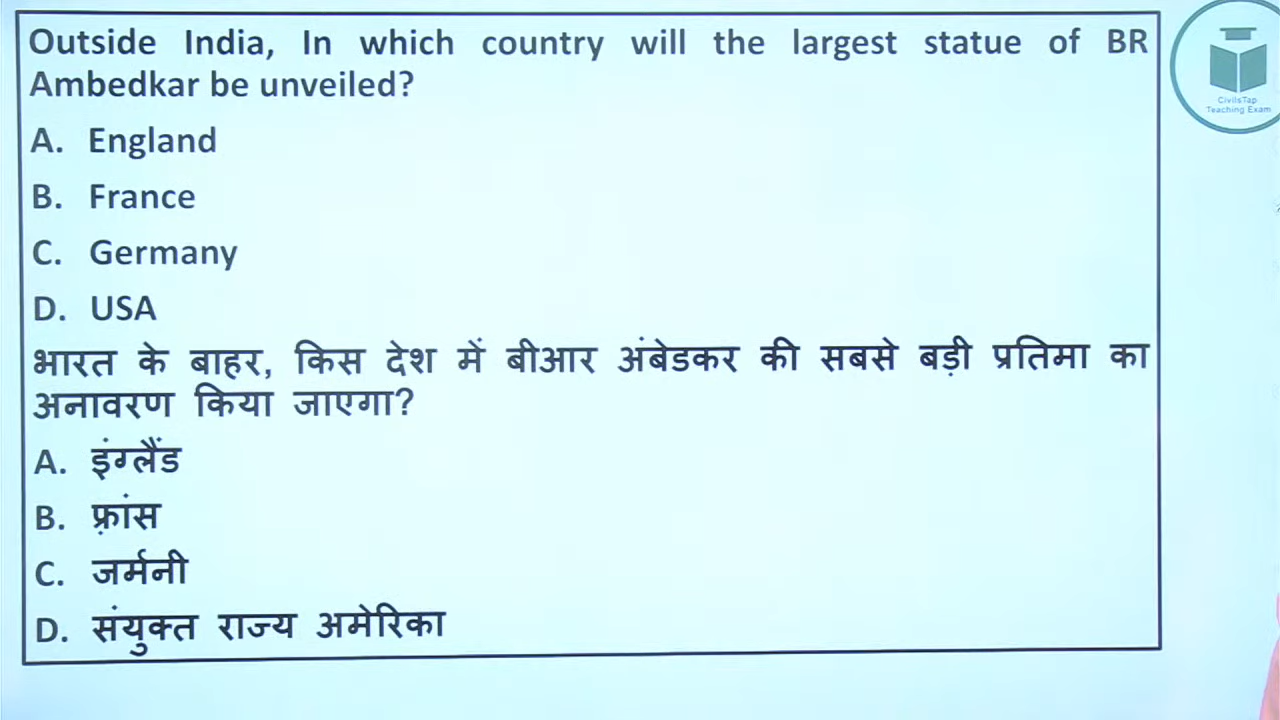 Outside India, In which country will the largest statue of BR
Ambedkar be unveiled?
A. England
B. France
C. Germany
D. USA
भारत के बाहर, किस देश में बीआर अंबेडकर की सबसे बड़ी प्रतिमा का
अनावरण किया जाएगा?
A. इंग्लैंड
B. फ़्रांस
C. जर्मनी
D. संयुक्त राज्य अमेरिका
CivilsTap
Teaching Exam